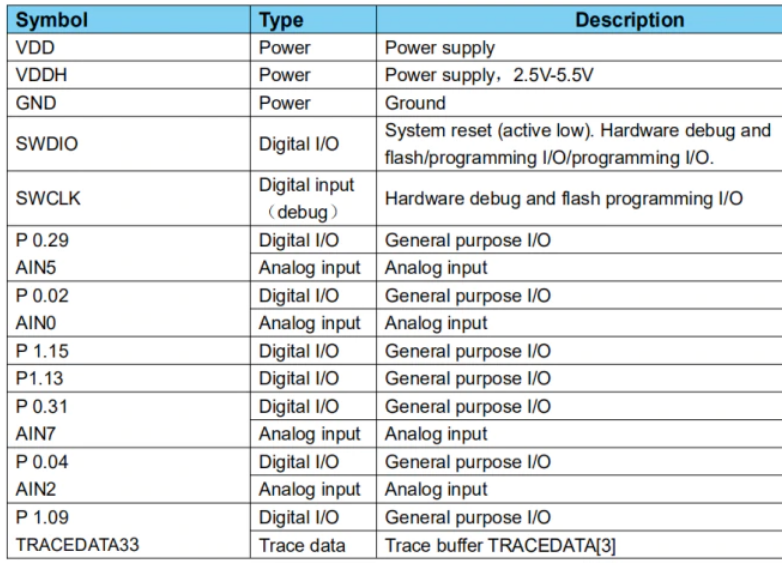 Symbol Type Description
VDD Power Power supply
VDDH Power Power supply，2.5V-5.5V
GND Power Ground
SWDIO Digital I/O System reset (active low). Hardware debug and
flash/programming I/O/programming I/O.
SWCLK Digital input
（debug） Hardware debug and flash programming I/O
P 0.29 Digital I/O General purpose I/O
AIN5 Analog input Analog input
P 0.02 Digital I/O General purpose I/O
AIN0 Analog input Analog input
P 1.15 Digital I/O General purpose I/O
P1.13 Digital I/O General purpose I/O
P 0.31 Digital I/O General purpose I/O
AIN7 Analog input Analog input
P 0.04 Digital I/O General purpose I/O
AIN2 Analog input Analog input
P 1.09 Digital I/O General purpose I/O
TRACEDATA33 Trace data Trace buffer TRACEDATA[3]